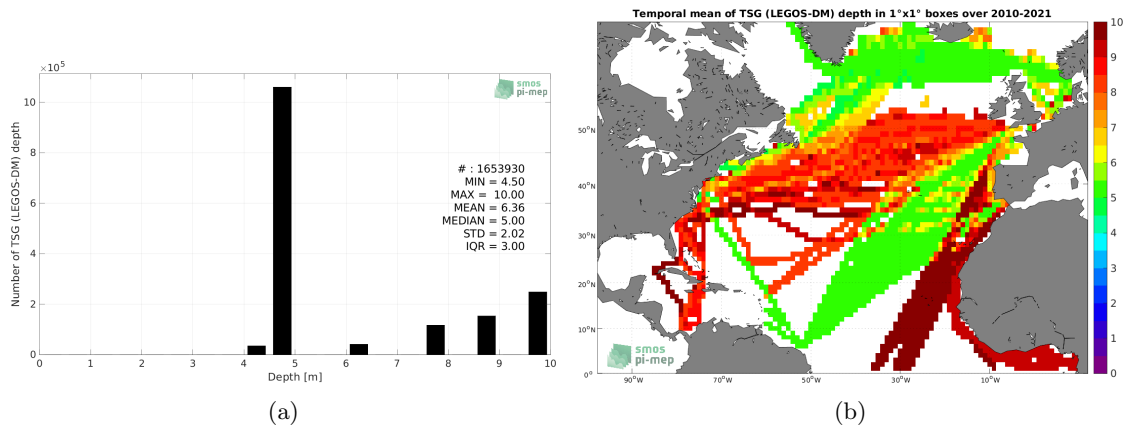 ×10⁵
10
8
6
4
2
0
0 1 2 3 4 5 6 7 8 9 10
Number of TSG (LEGOS-DM) depth
Depth [m]
smos
pi-mep
# : 1653930
MIN = 4.50
MAX = 10.00
MEAN = 6.36
MEDIAN = 5.00
STD = 2.02
IQR = 3.00
(a)
Temporal mean of TSG (LEGOS-DM) depth in 1°x1° boxes over 2010-2021
50°N
40°N
30°N
20°N
10°N
0°
90°W 70°W 50°W 30°W 10°W
smos
pi-mep
10
9
8
7
6
5
4
3
2
1
0
(b)